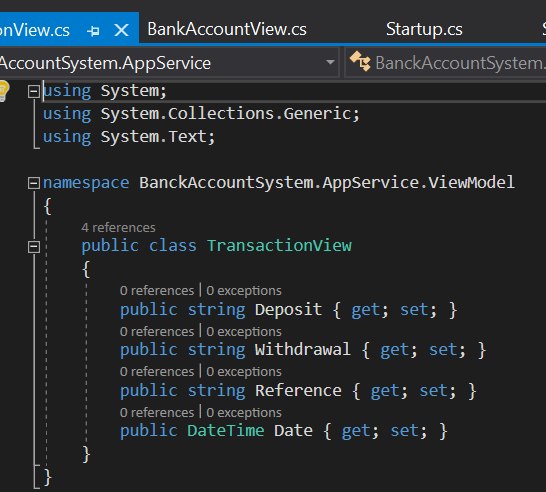 onView.cs BankAccountView.cs Startup.cs
AccountSystem.AppService BanckAccountSystem.
using System;
using System.Collections.Generic;
using System.Text;
namespace BanckAccountSystem.AppService.ViewModel
{
4 references
public class TransactionView
{
0 references | 0 exceptions
public string Deposit { get; set; }
0 references | 0 exceptions
public string Withdrawal { get; set; }
0 references | 0 exceptions
public string Reference { get; set; }
0 references | 0 exceptions
public DateTime Date { get; set; }
}
}